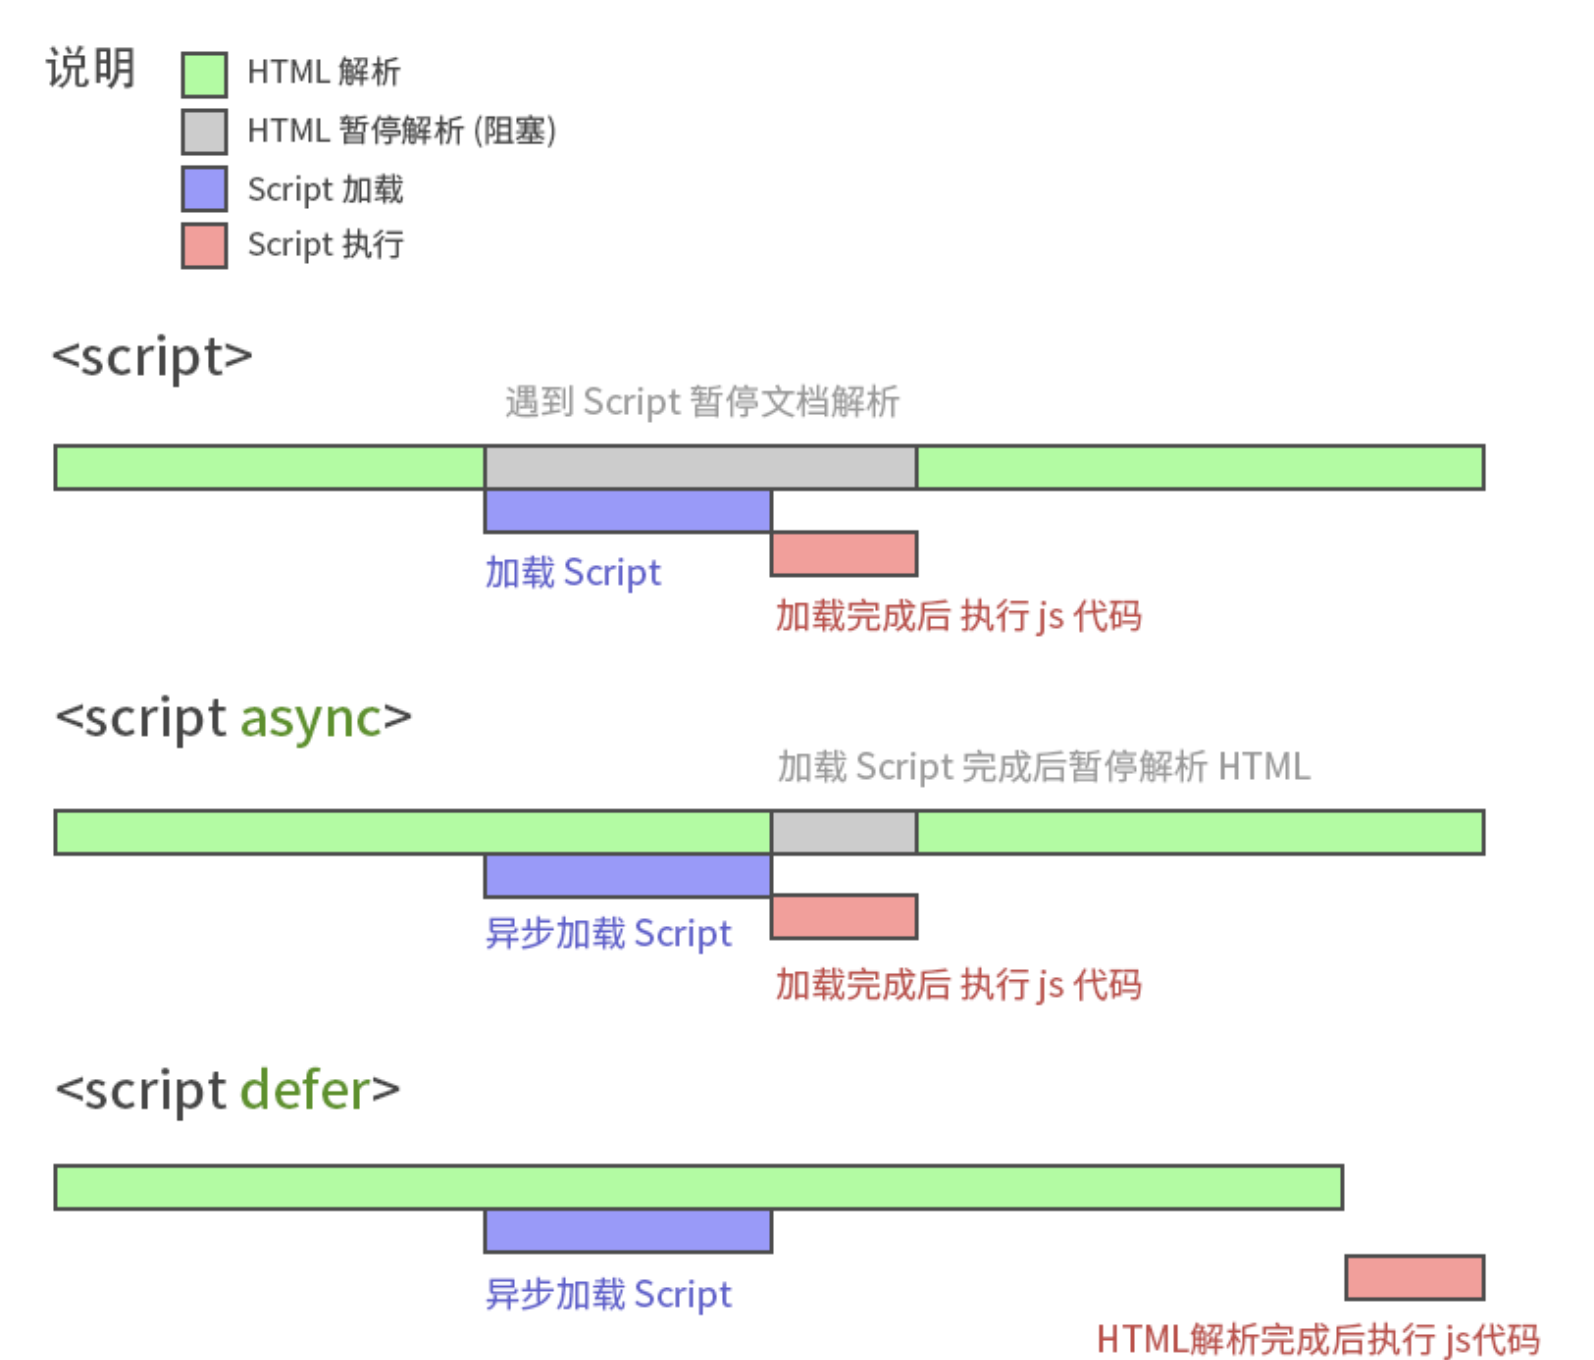 说明
HTML 解析
HTML 暂停解析 (阻塞)
Script 加载
Script 执行
<script>
遇到 Script 暂停文档解析
加载 Script
加载完成后 执行 js 代码
<script async>
加载 Script 完成后暂停解析 HTML
异步加载 Script
加载完成后 执行 js 代码
<script defer>
异步加载 Script
HTML解析完成后执行 js代码